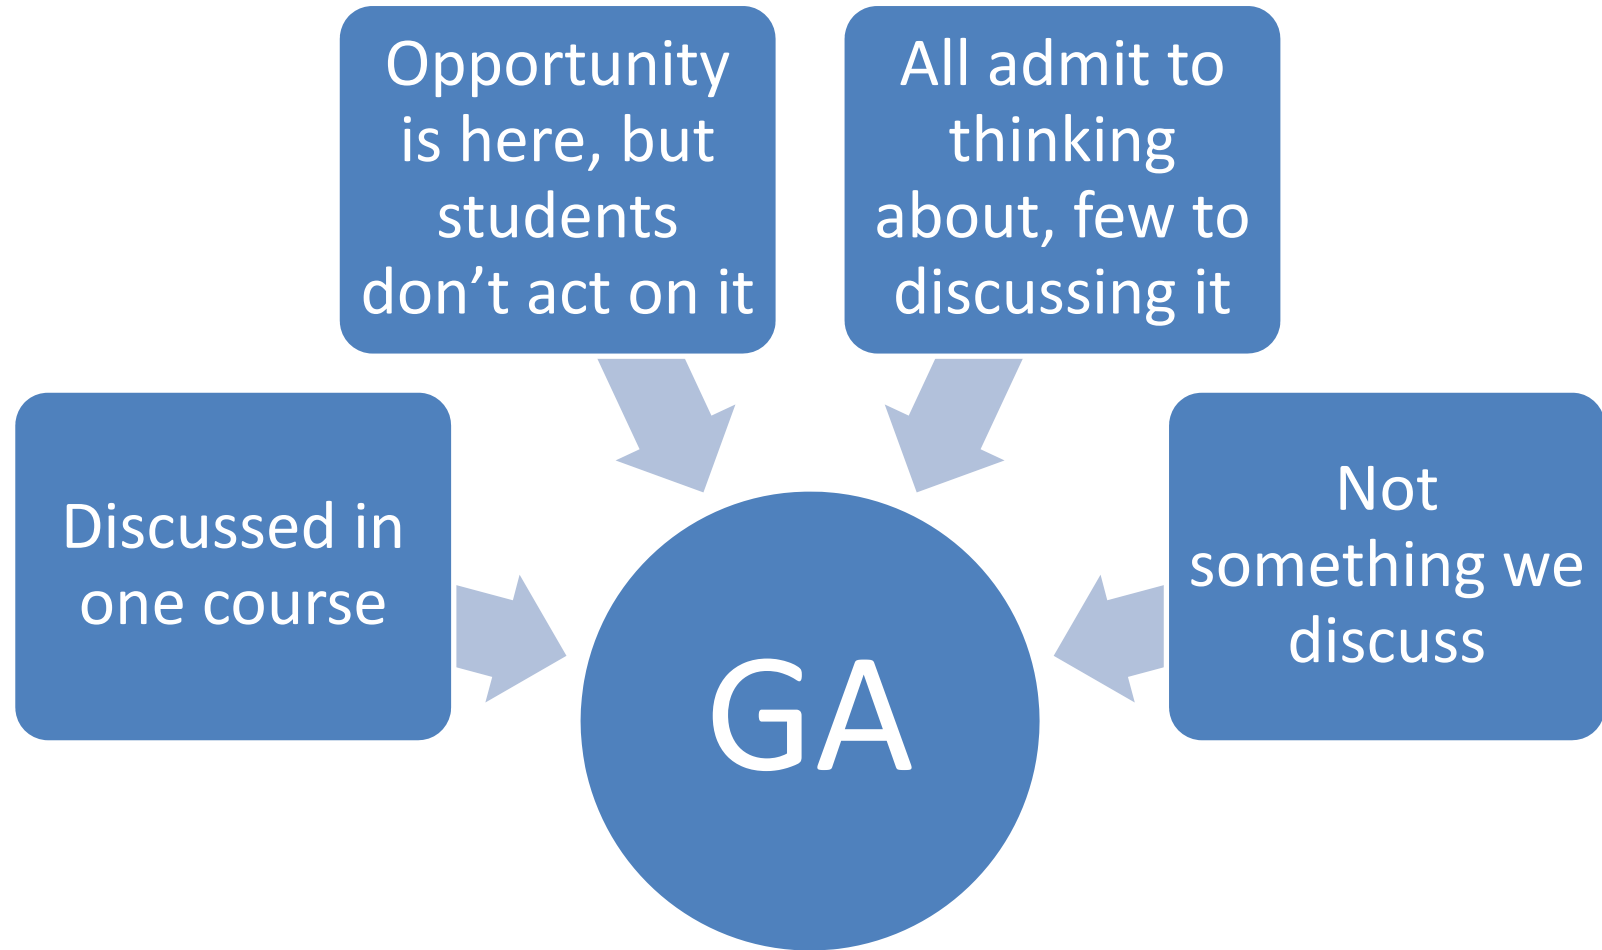 Opportunity
is here, but
students
don’t act on it
All admit to
thinking
about, few to
discussing it
Discussed in
one course
Not
something we
discuss
GA